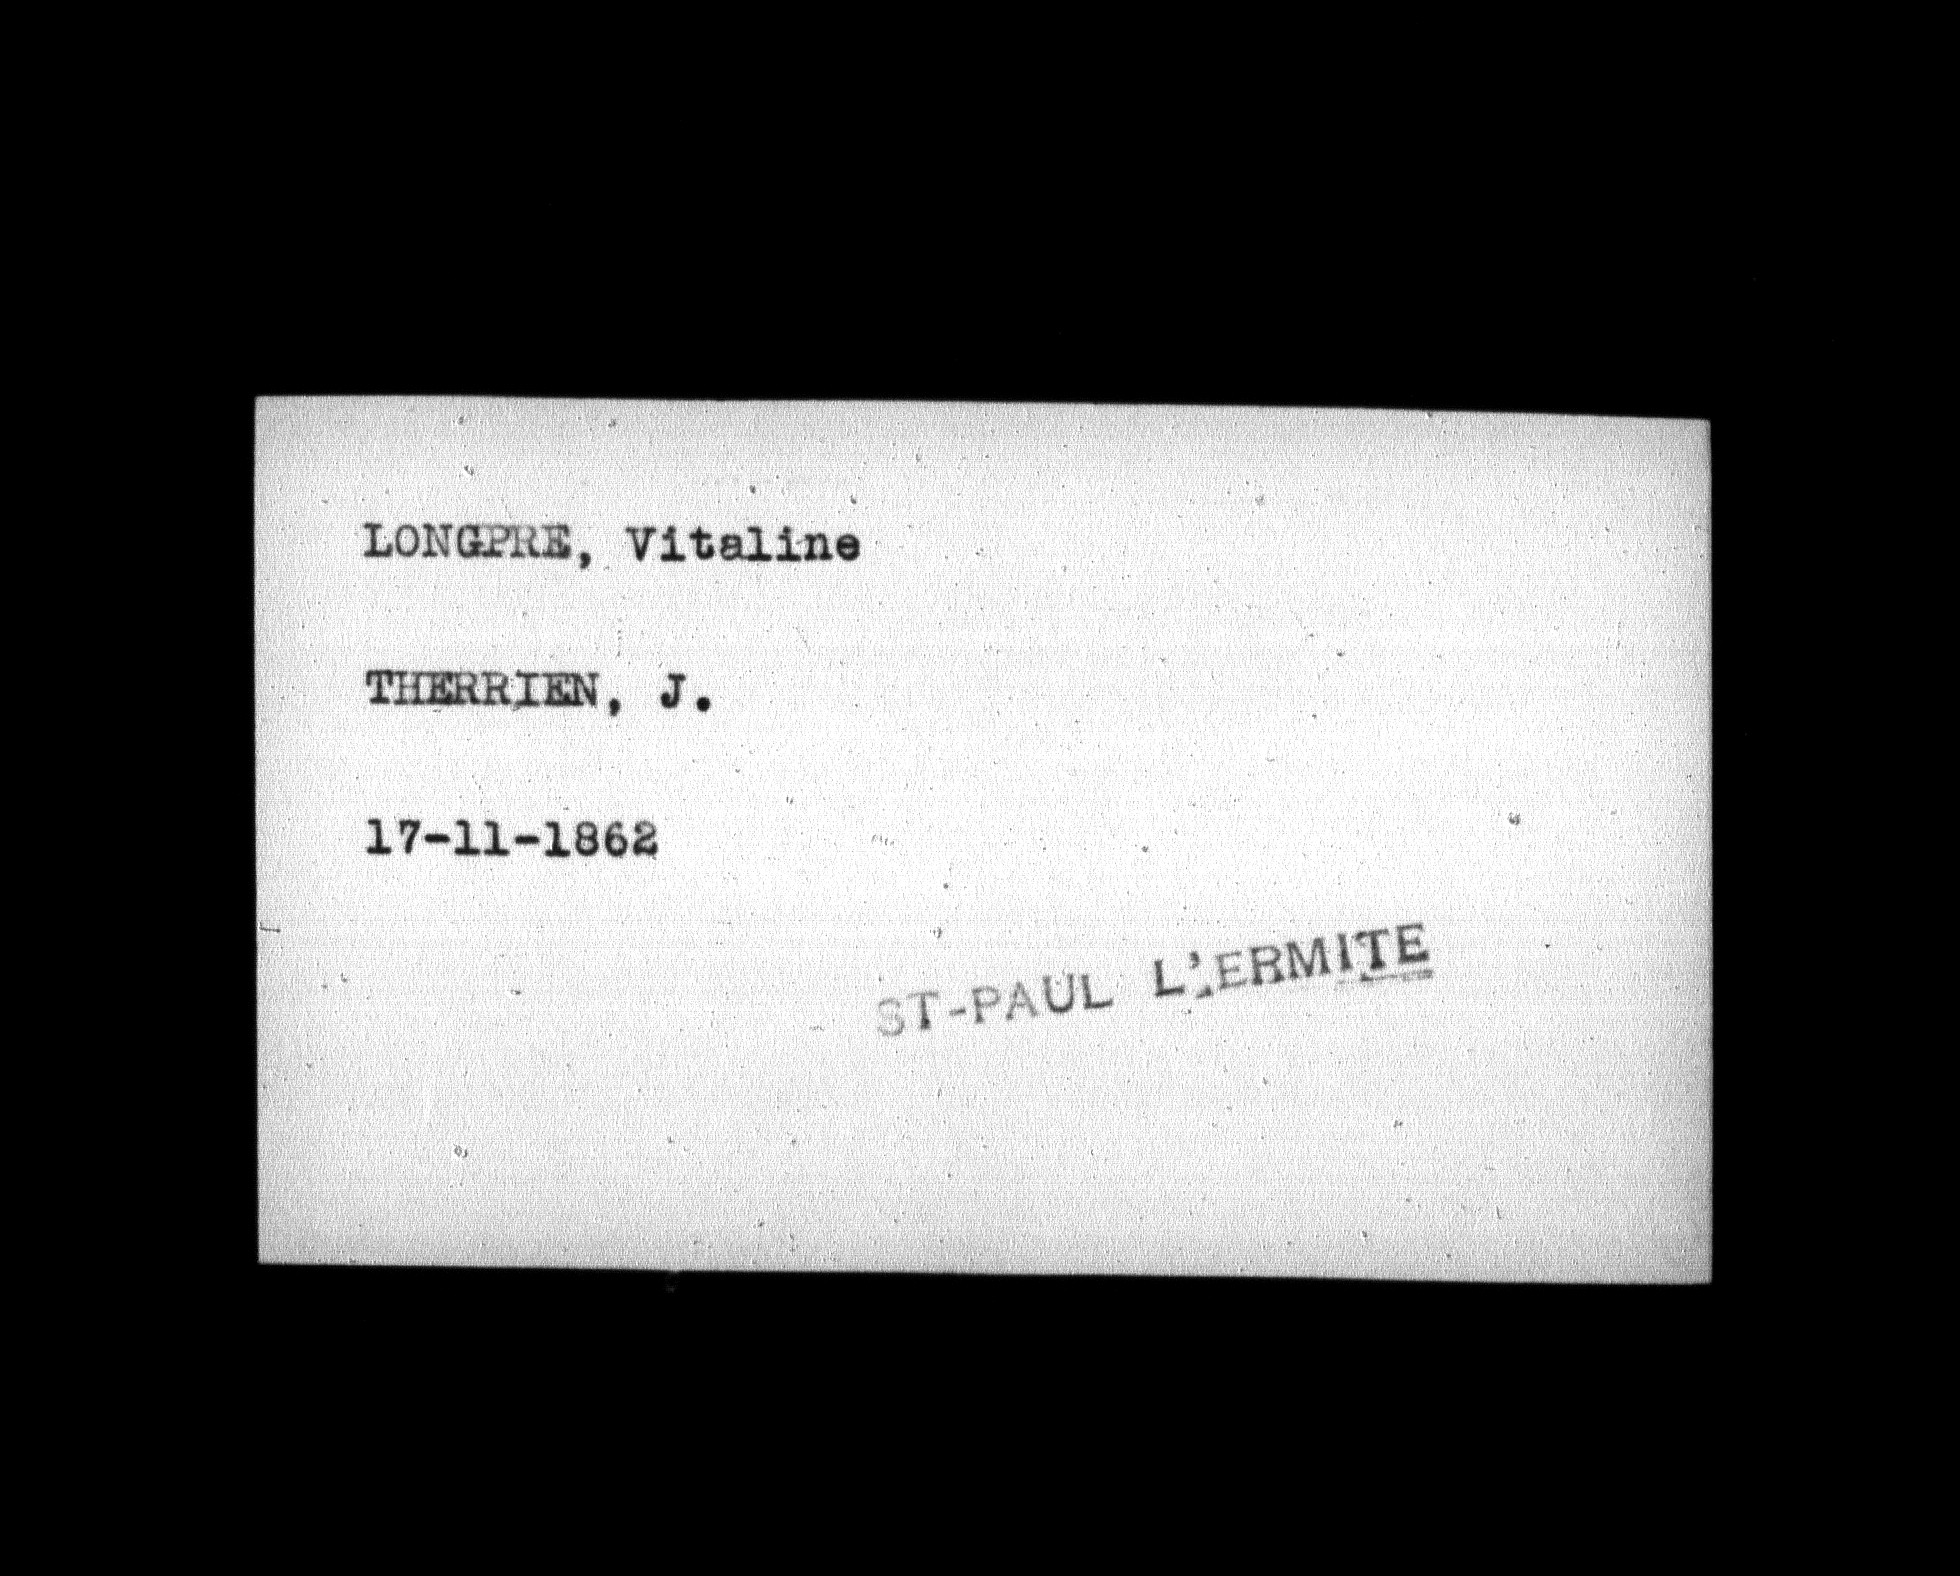 LONGPRE, Vitaline
THERRIEN, J.
17-11-1862
ST-PAUL L'ERMITE